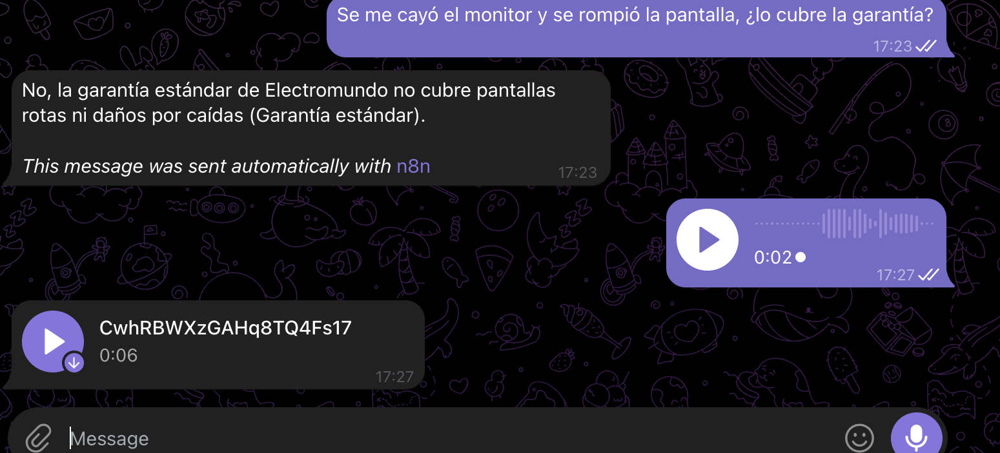 Se me cayó el monitor y se rompió la pantalla, ¿lo cubre la garantía?
17:23
No, la garantía estándar de Electromundo no cubre pantallas
rotas ni daños por caídas (Garantía estándar).
This message was sent automatically with n8n
17:23
0:02
17:27
CwhRBWXzGAHq8TQ4Fs17
0:06
17:27
Message